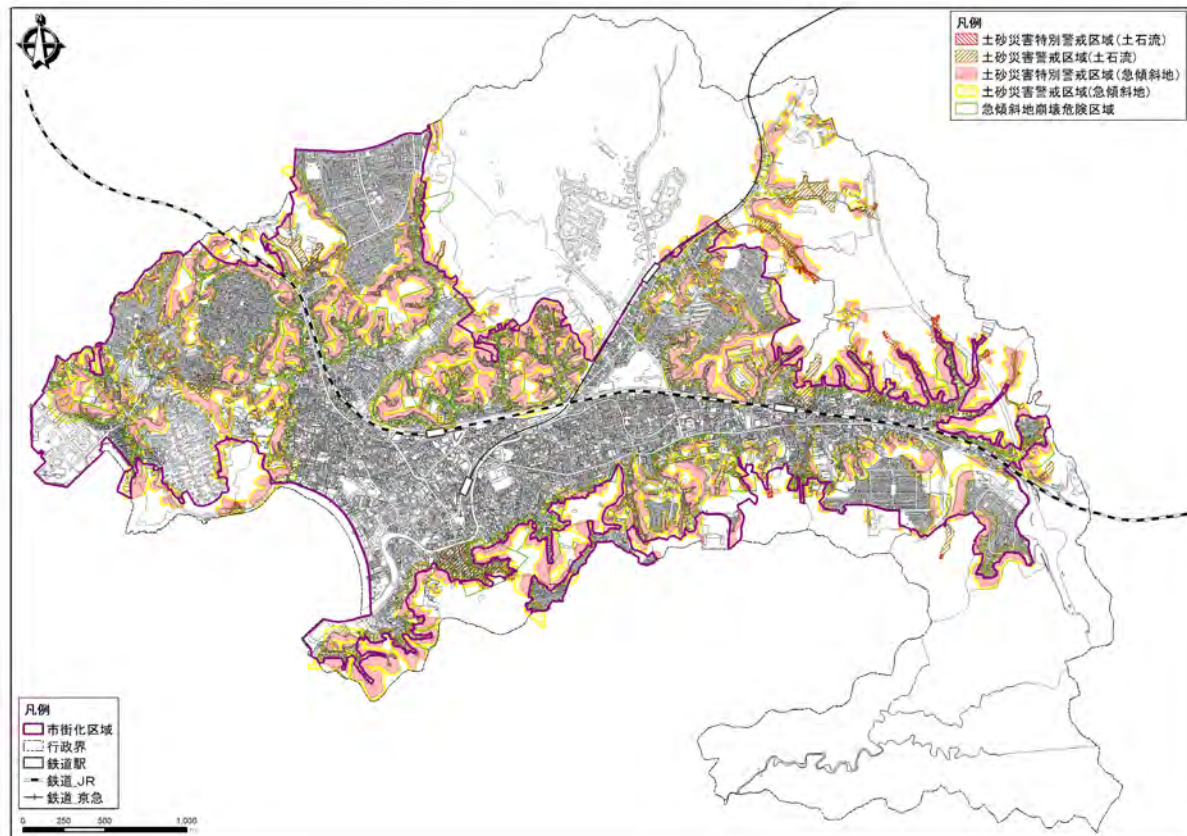 凡例
土砂災害特別警戒区域(土石流)
土砂災害警戒区域(土石流)
土砂災害特別警戒区域(急傾斜地)
土砂災害警戒区域(急傾斜地)
急傾斜地崩壊危険区域
凡例
市街化区域
行政界
鉄道駅
鉄道_JR
鉄道_京急
0 250 500 1,000